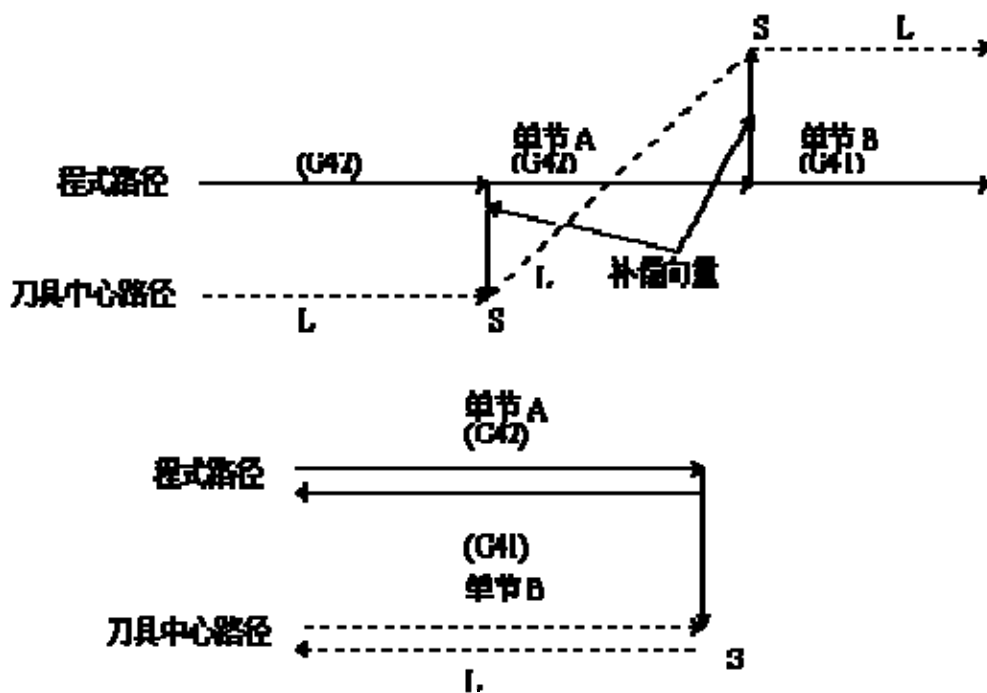 S
L
单节 A
(G42)
单节 B
(G41)
(G42)
程式路径
补偿向量
刀具中心路径
L
L
S
单节 A
(G42)
程式路径
(G41)
单节 B
刀具中心路径
S
L